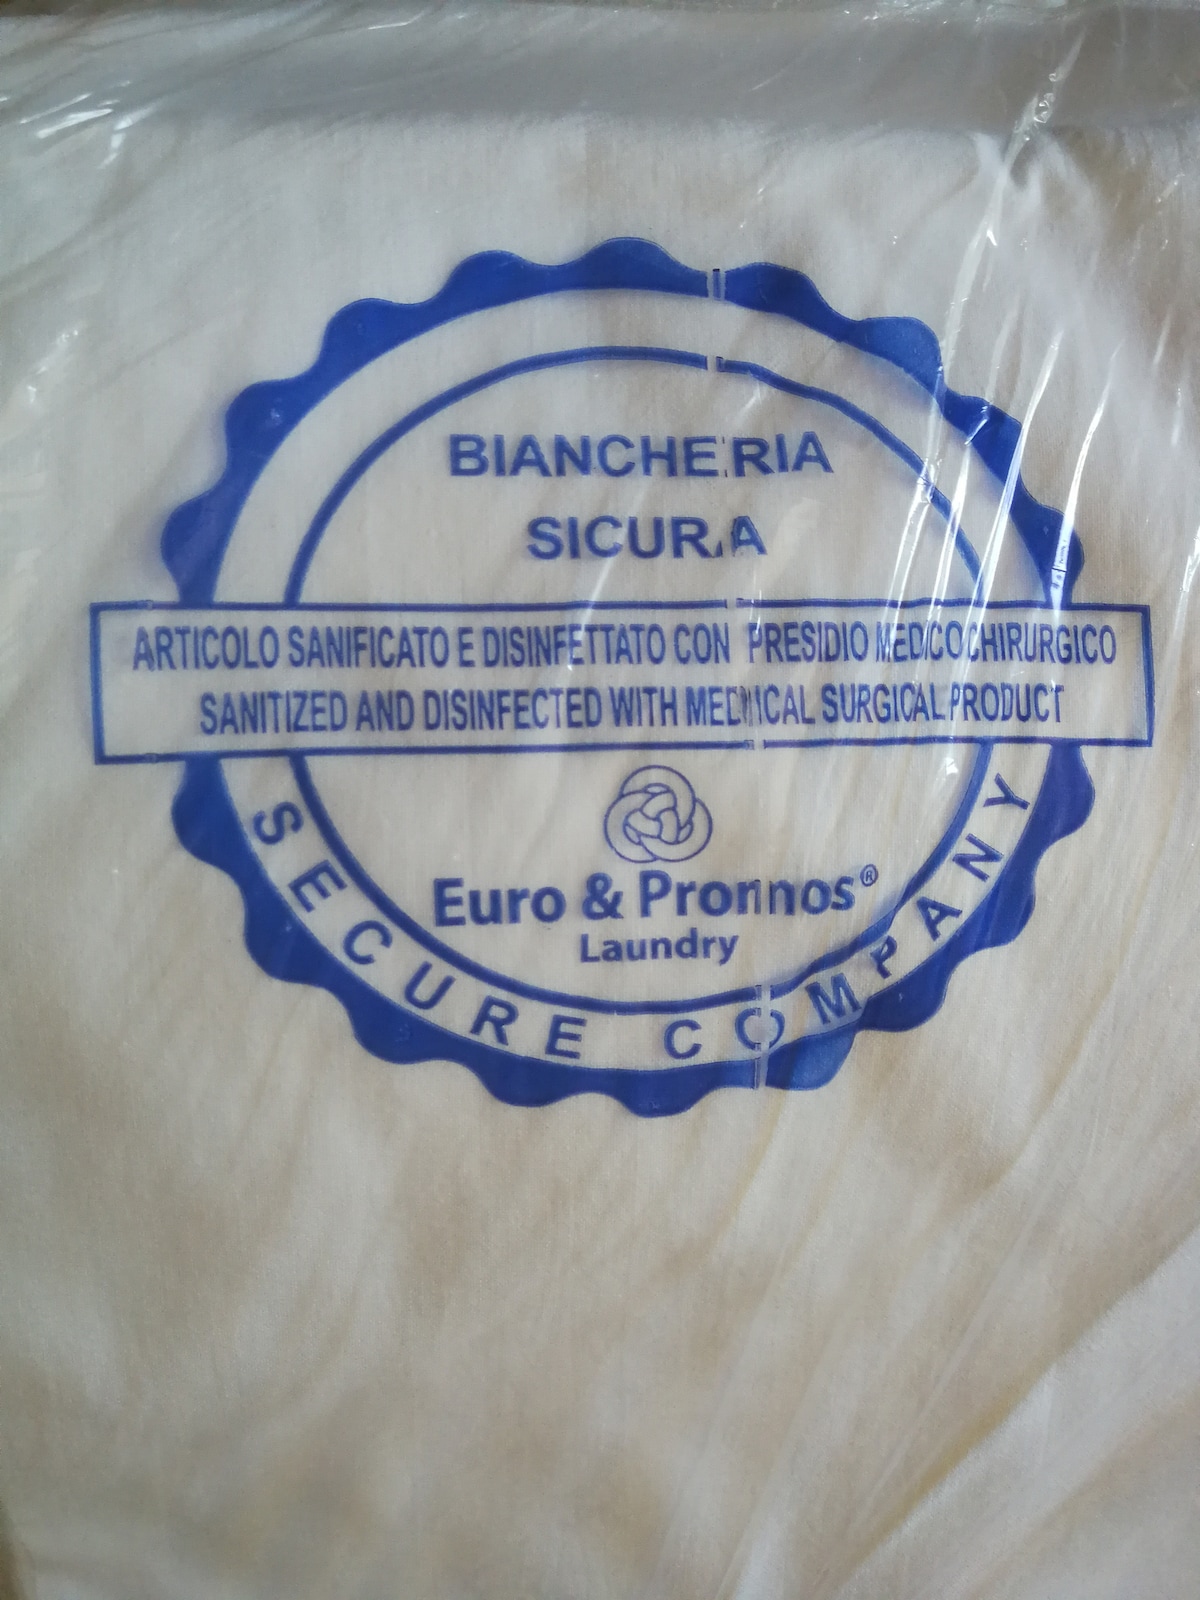 BIANCHERIA
SICURA
ARTICOLO SANIFICATO E DISINFETTATO CON PRESIDIO MEDICO CHIRURGICO
SANITIZED AND DISINFECTED WITH MEDICAL SURGICAL PRODUCT
Euro & Pronnos®
Laundry
SECURE COMPANY